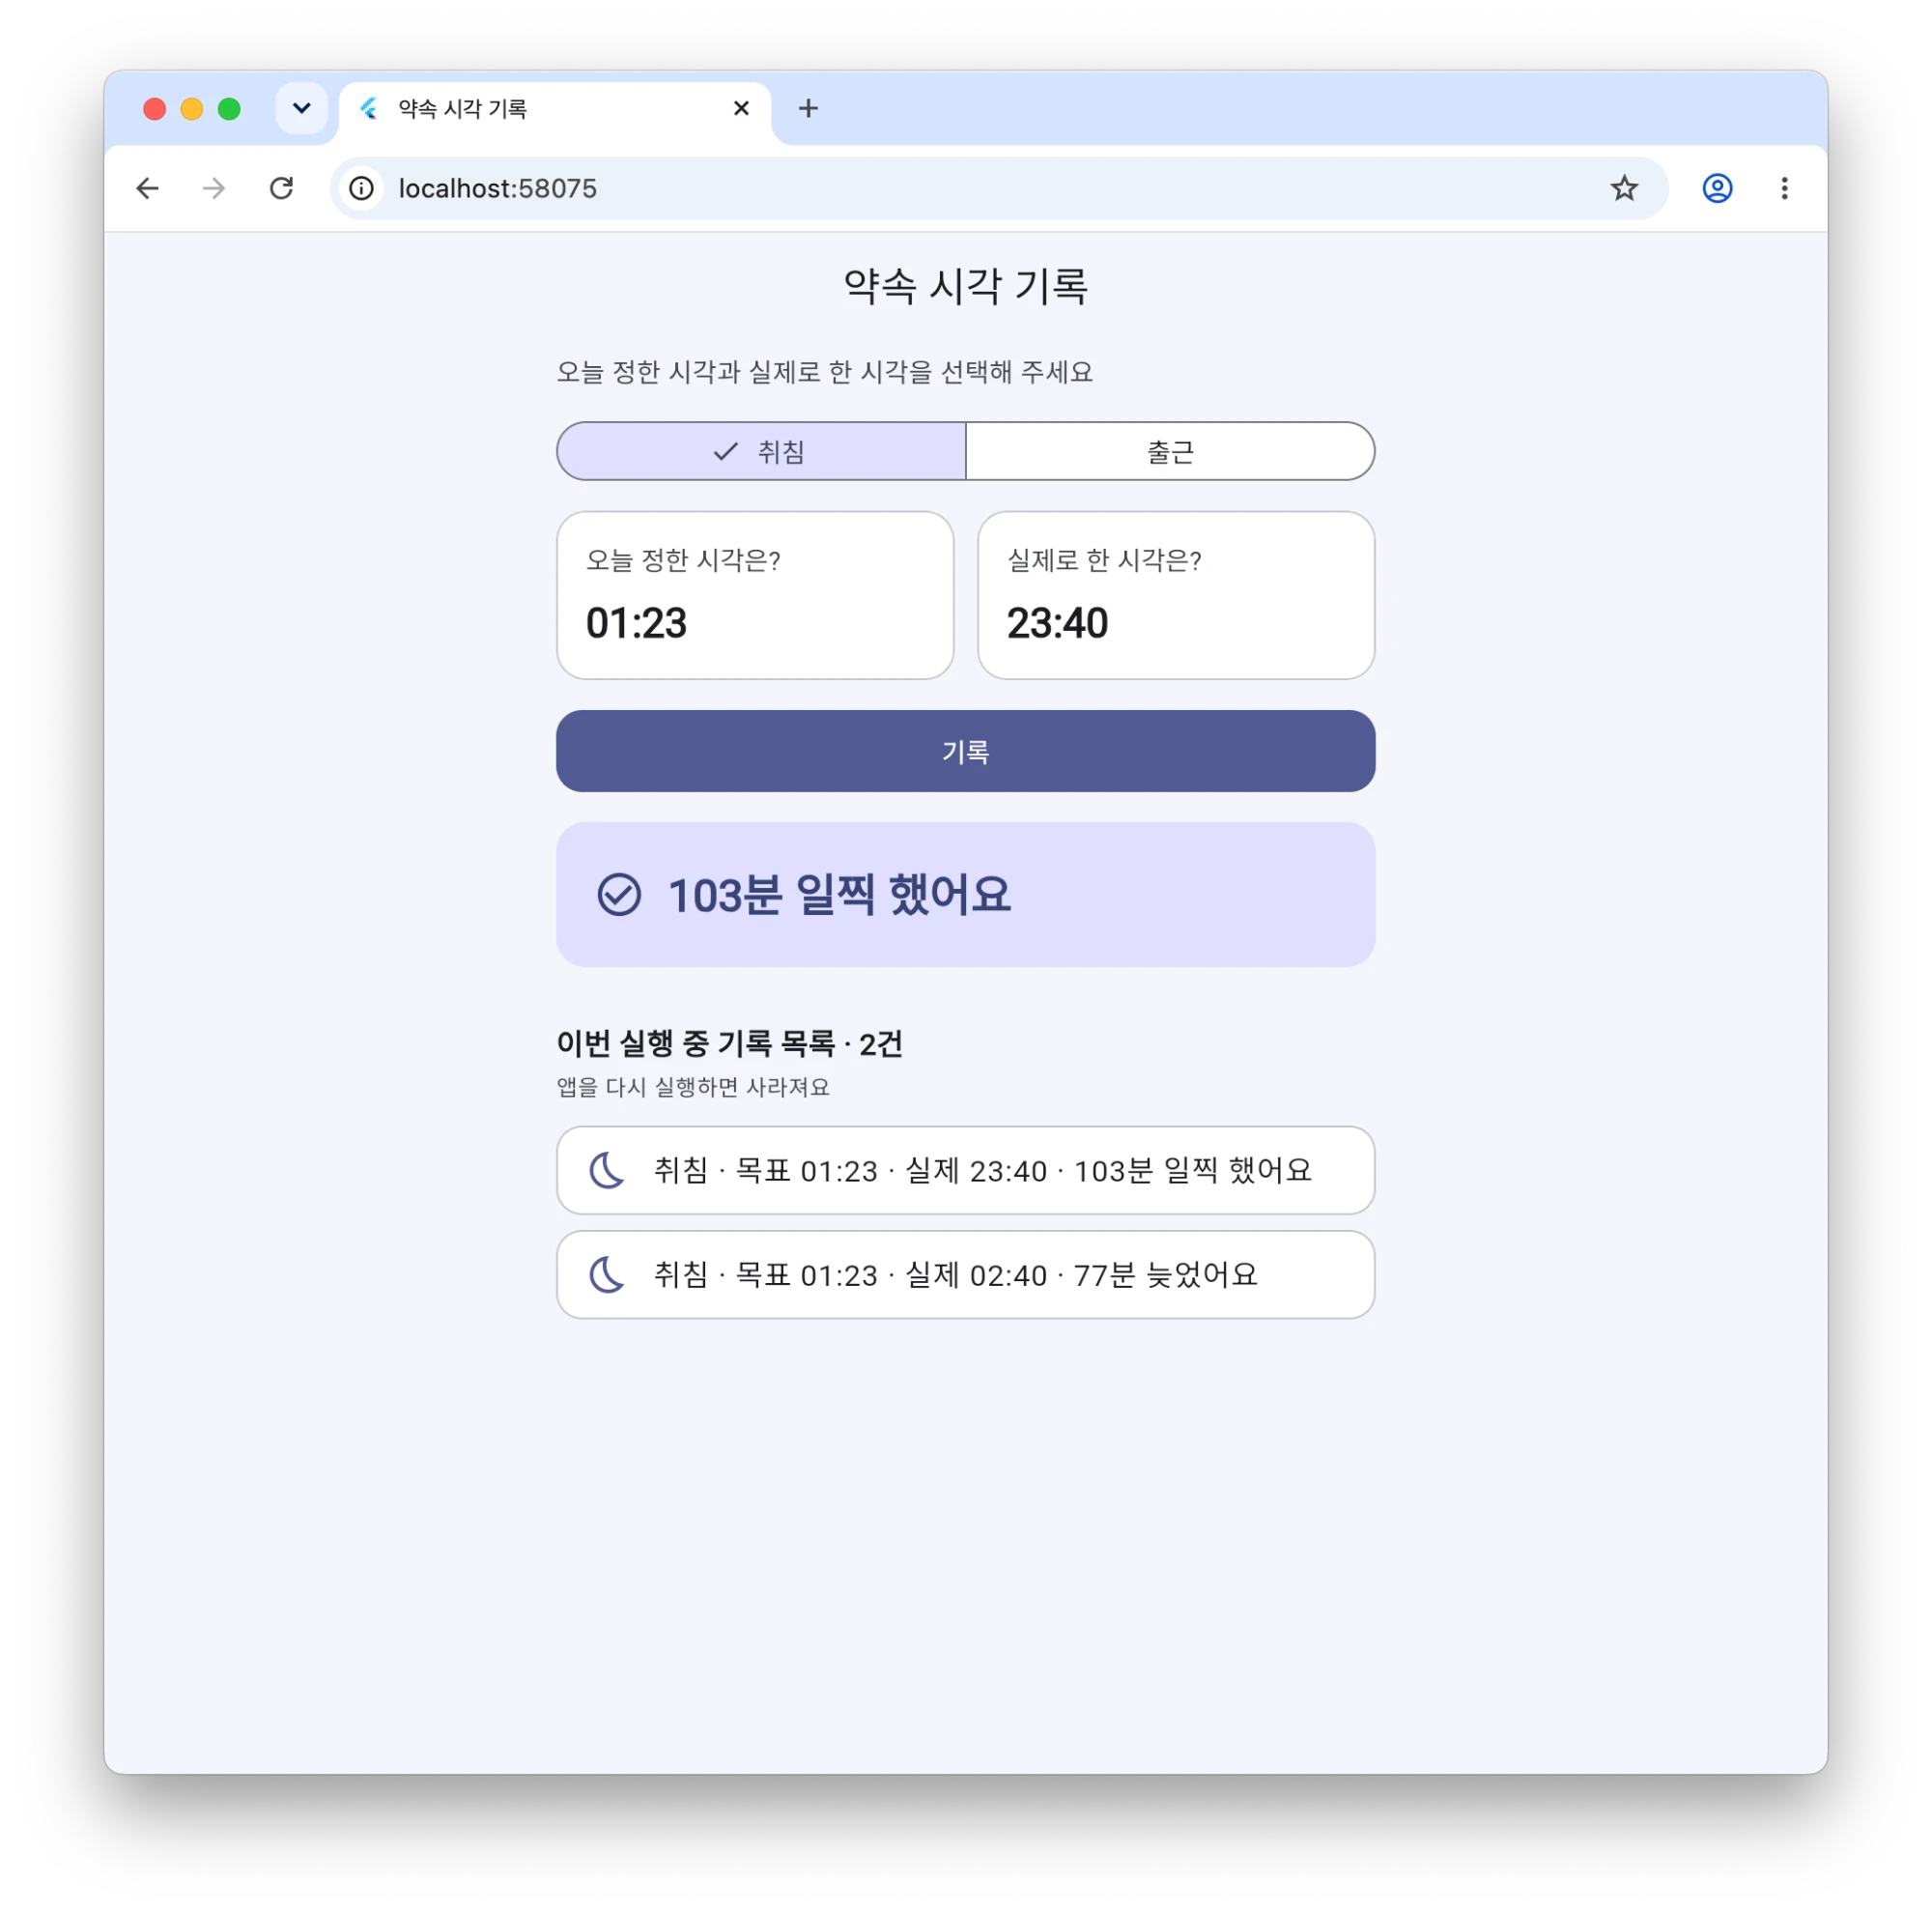 약속 시각 기록
localhost:58075
약속 시각 기록
오늘 정한 시각과 실제로 한 시각을 선택해 주세요
취침
출근
오늘 정한 시각은?
01:23
실제로 한 시각은?
23:40
기록
103분 일찍 했어요
이번 실행 중 기록 목록 · 2건
앱을 다시 실행하면 사라져요
취침 · 목표 01:23 · 실제 23:40 · 103분 일찍 했어요
취침 · 목표 01:23 · 실제 02:40 · 77분 늦었어요